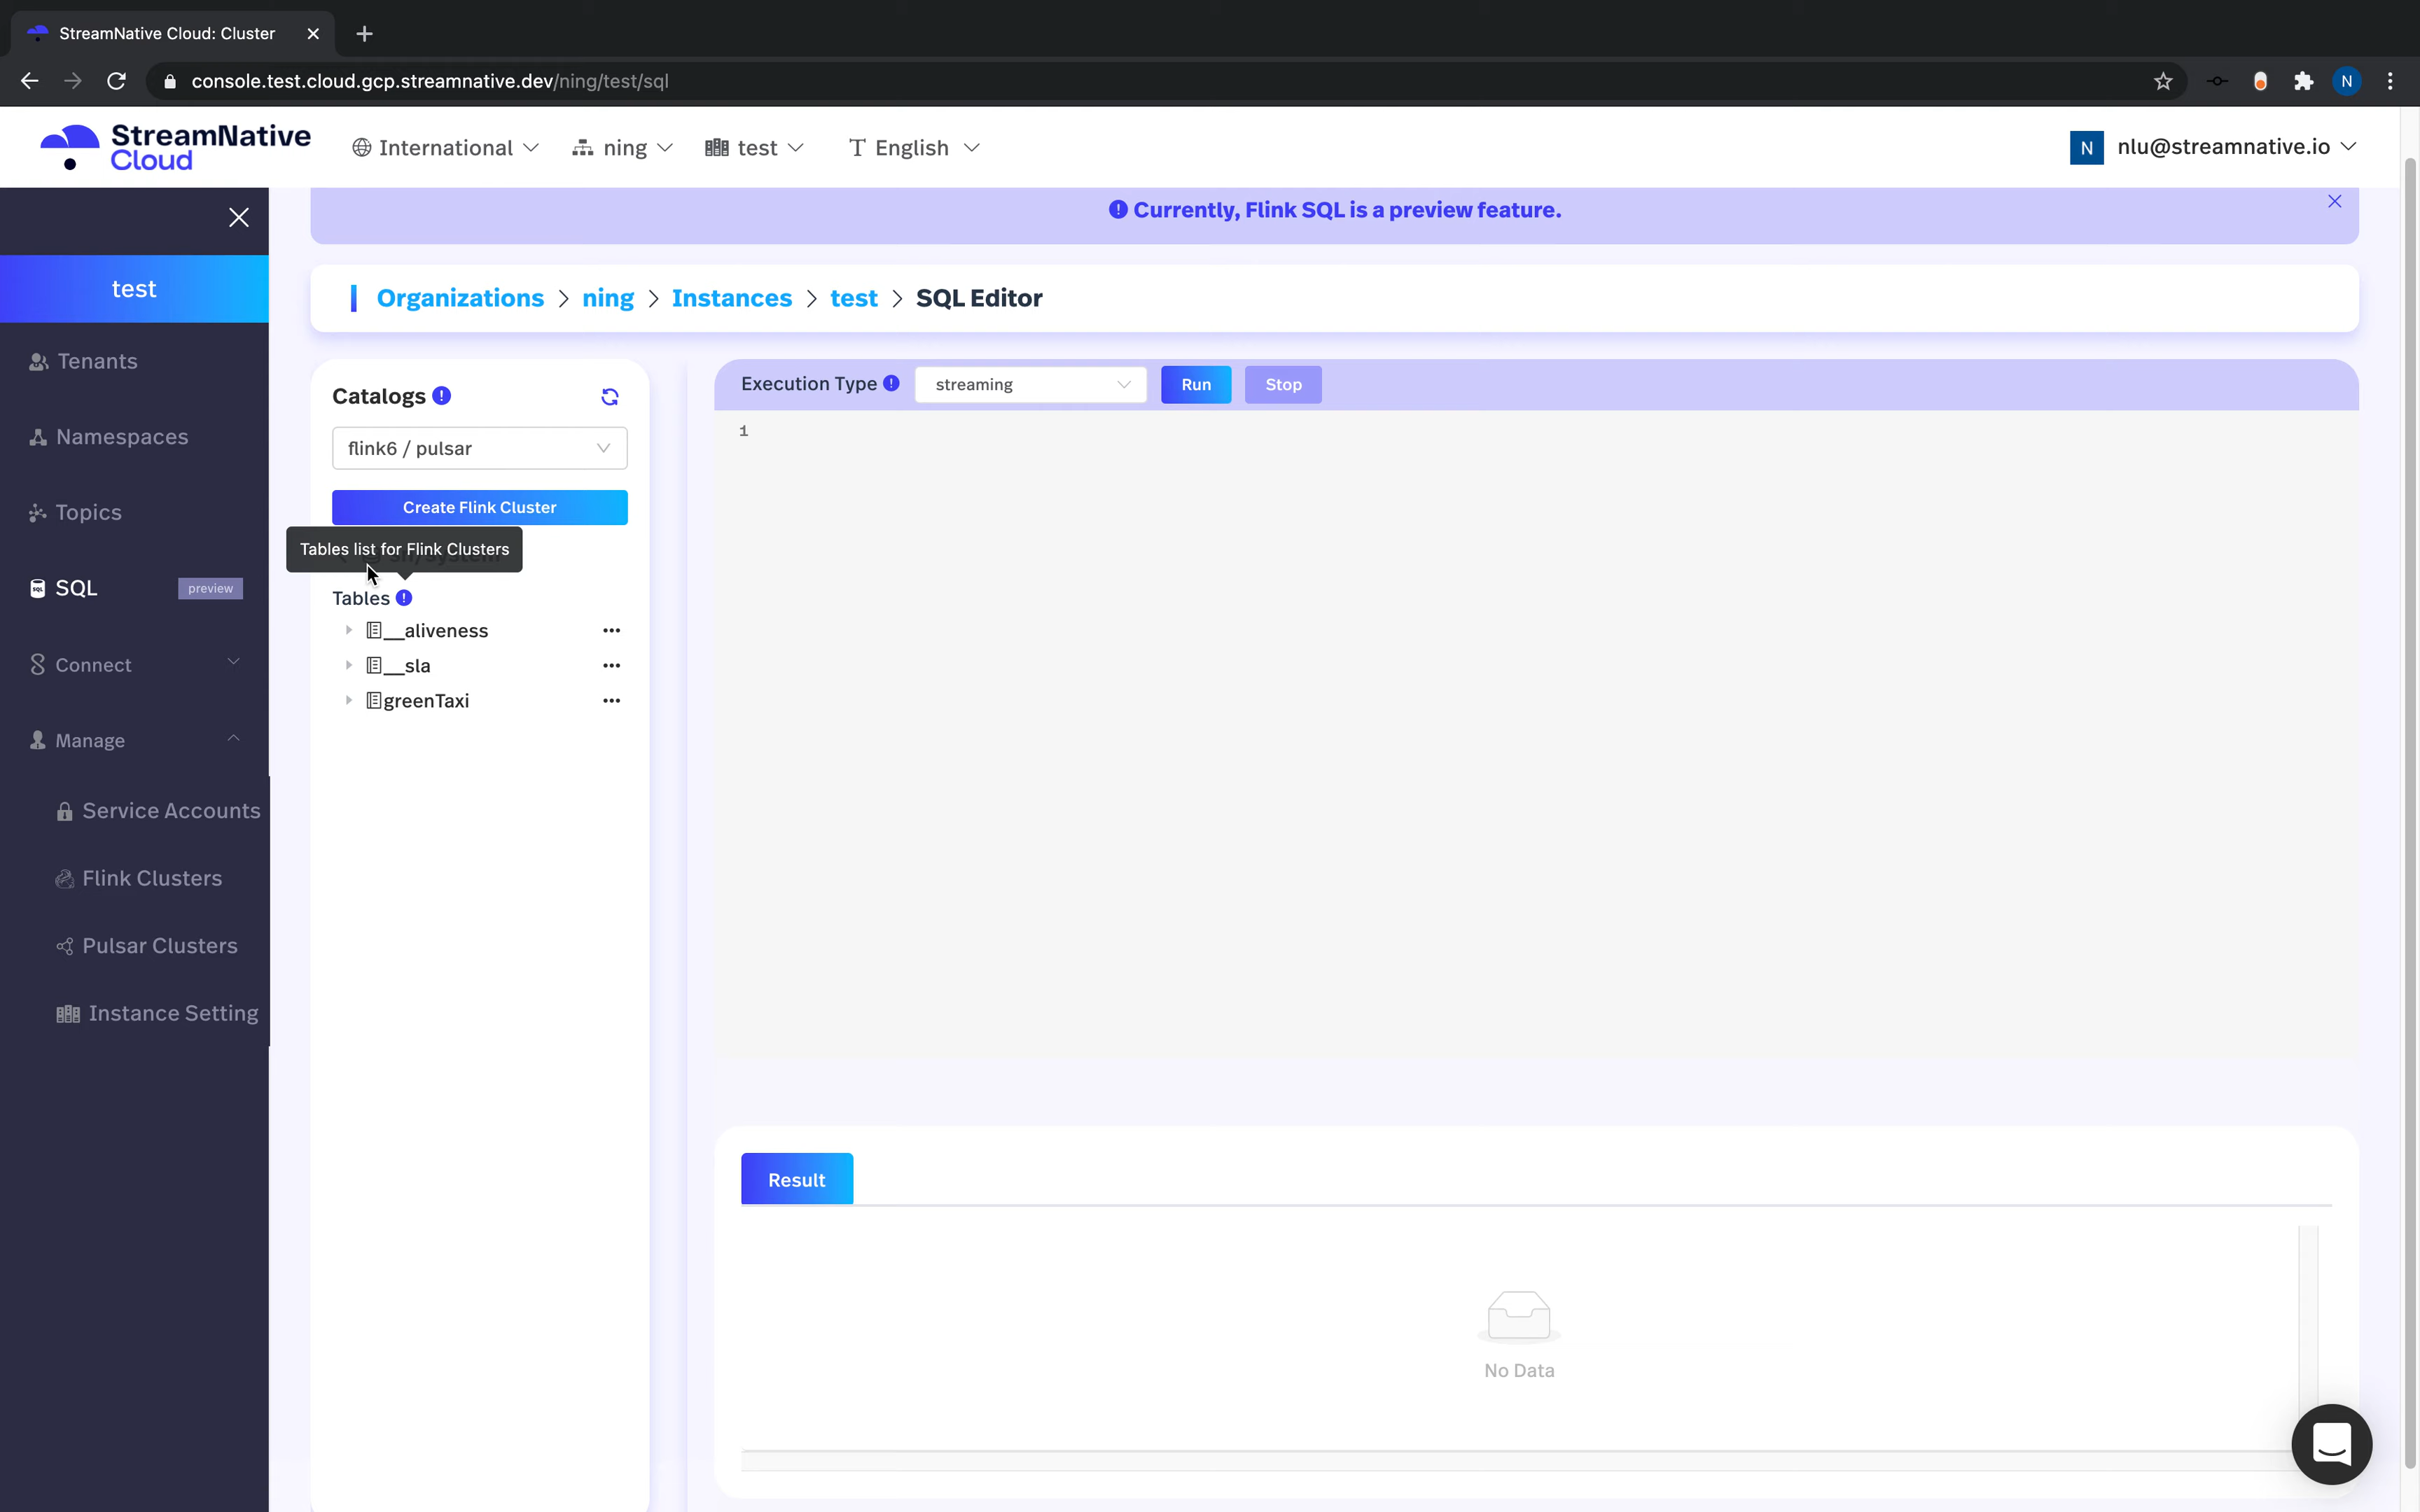 StreamNative Cloud: Cluster
console.test.cloud.gcp.streamnative.dev/ning/test/sql
N
StreamNative
Cloud
International
ning
test
English
N
nlu@streamnative.io
Currently, Flink SQL is a preview feature.
test
Organizations > ning > Instances > test > SQL Editor
Tenants
Namespaces
Topics
SQL
preview
Connect
Manage
Service Accounts
Flink Clusters
Pulsar Clusters
Instance Setting
Catalogs
flink6 / pulsar
Create Flink Cluster
Tables list for Flink Clusters
Tables
__aliveness
__sla
greenTaxi
Execution Type
streaming
Run
Stop
1
Result
No Data